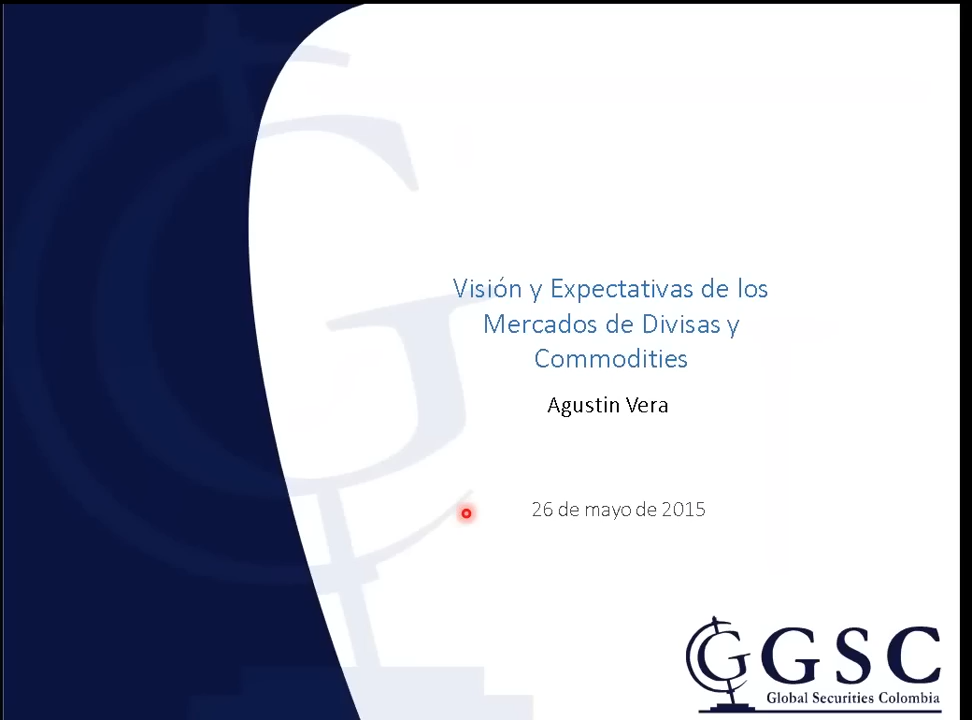 Visión y Expectativas de los
Mercados de Divisas y
Commodities
Agustin Vera
26 de mayo de 2015
G GSC
Global Securities Colombia